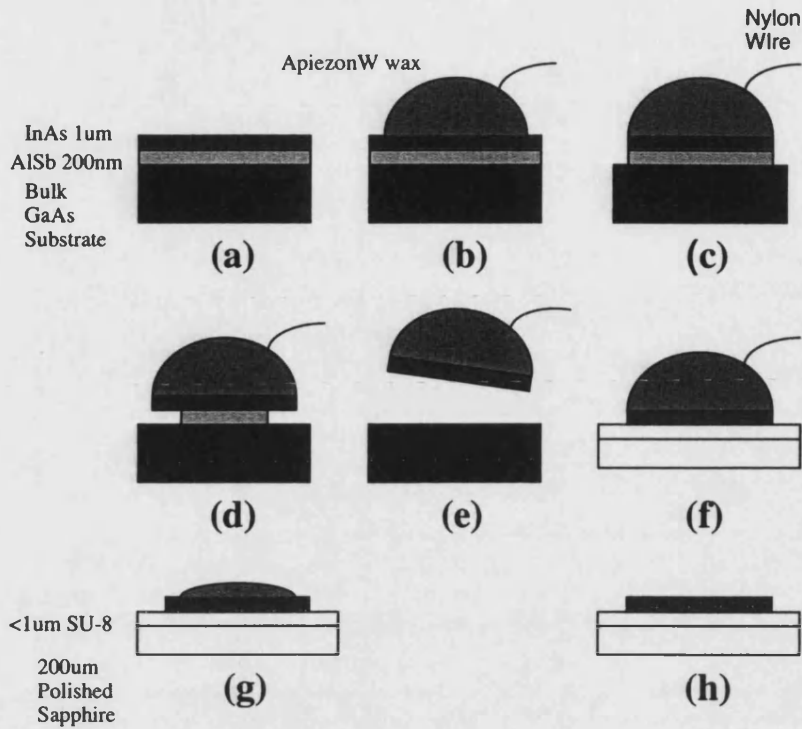 Nylon
WIre
ApiezonW wax
InAs 1um
AlSb 200nm
Bulk
GaAs
Substrate
(a)
(b)
(c)
(d)
(e)
(f)
<1um SU-8
200um
Polished
Sapphire
(g)
(h)